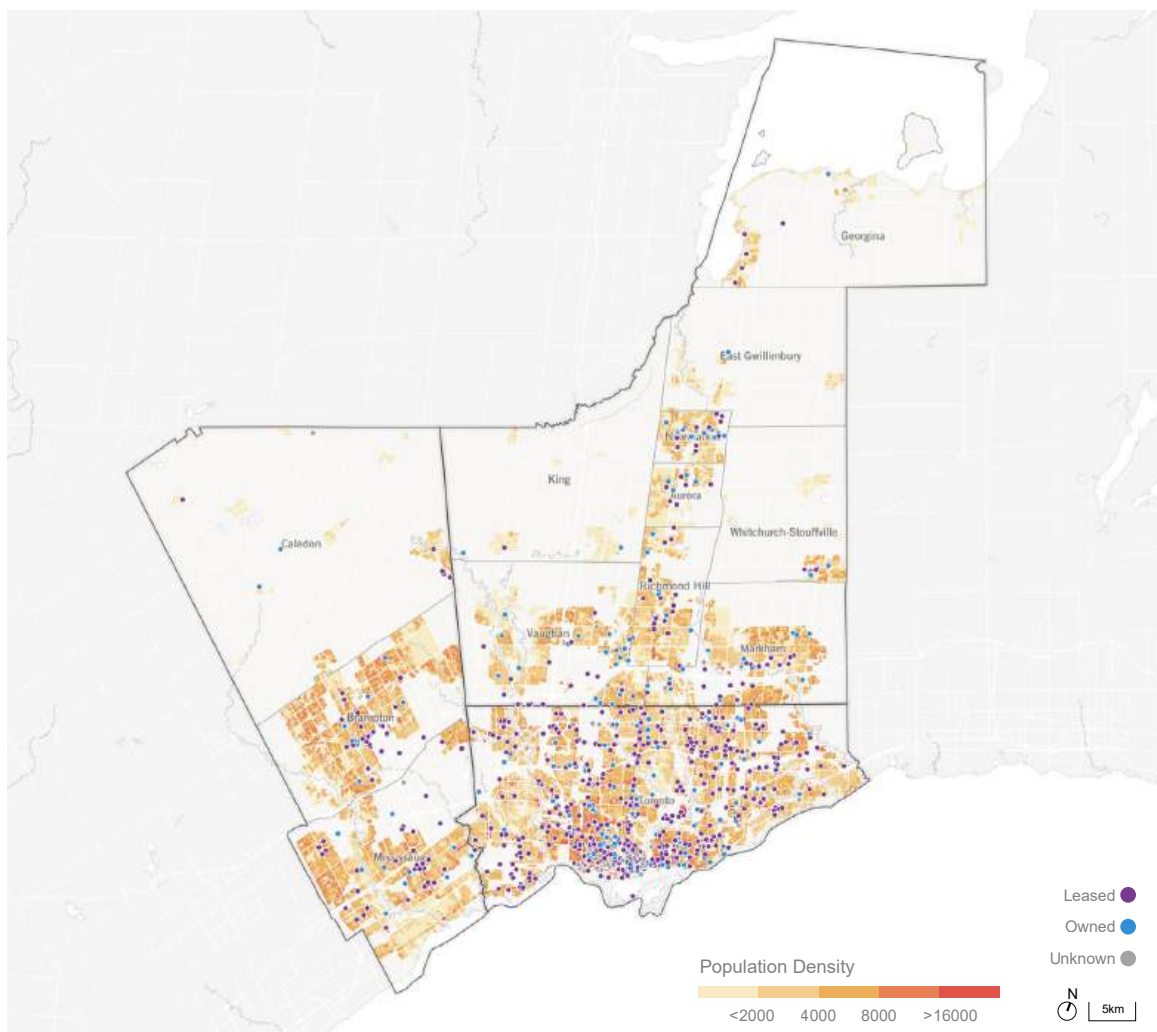 Georgina
East Gwillimbury
Newmarket
King
Aurora
Whitchurch-Stouffville
Caledon
Richmond Hill
Vaughan
Markham
Brampton
Toronto
Mississauga
Leased
Owned
Unknown
Population Density
<2000 4000 8000 >16000
N
5km